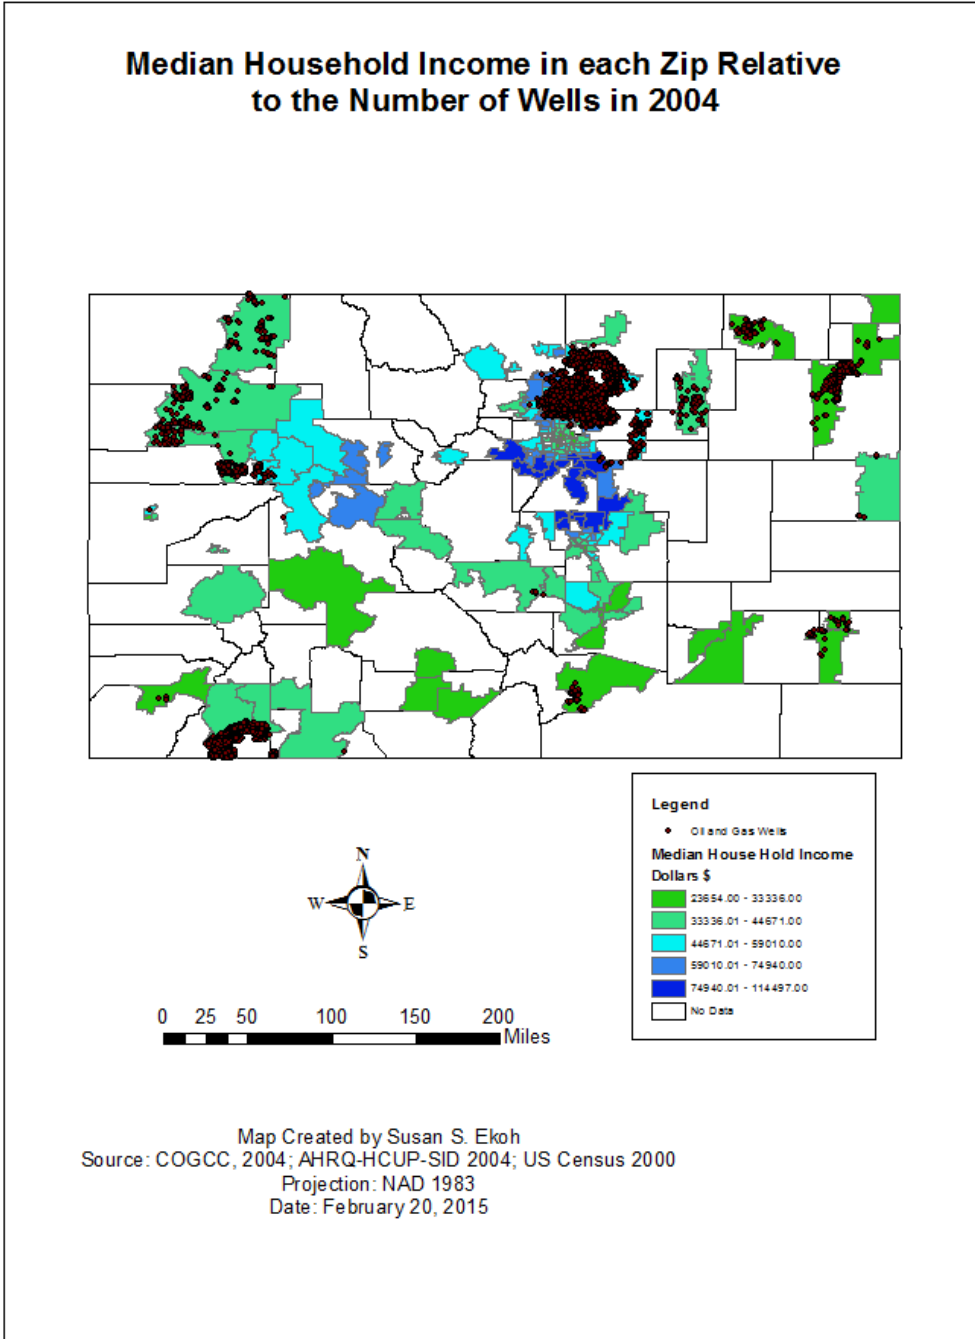 Median Household Income in each Zip Relative
to the Number of Wells in 2004
Legend
Oil and Gas Wells
Median House Hold Income
Dollars $
23654.00 - 33336.00
33336.01 - 44671.00
44671.01 - 59010.00
59010.01 - 74940.00
74940.01 - 114497.00
No Data
N
W E
S
0 25 50 100 150 200
Miles
Map Created by Susan S. Ekoh
Source: COGCC, 2004; AHRQ-HCUP-SID 2004; US Census 2000
Projection: NAD 1983
Date: February 20, 2015